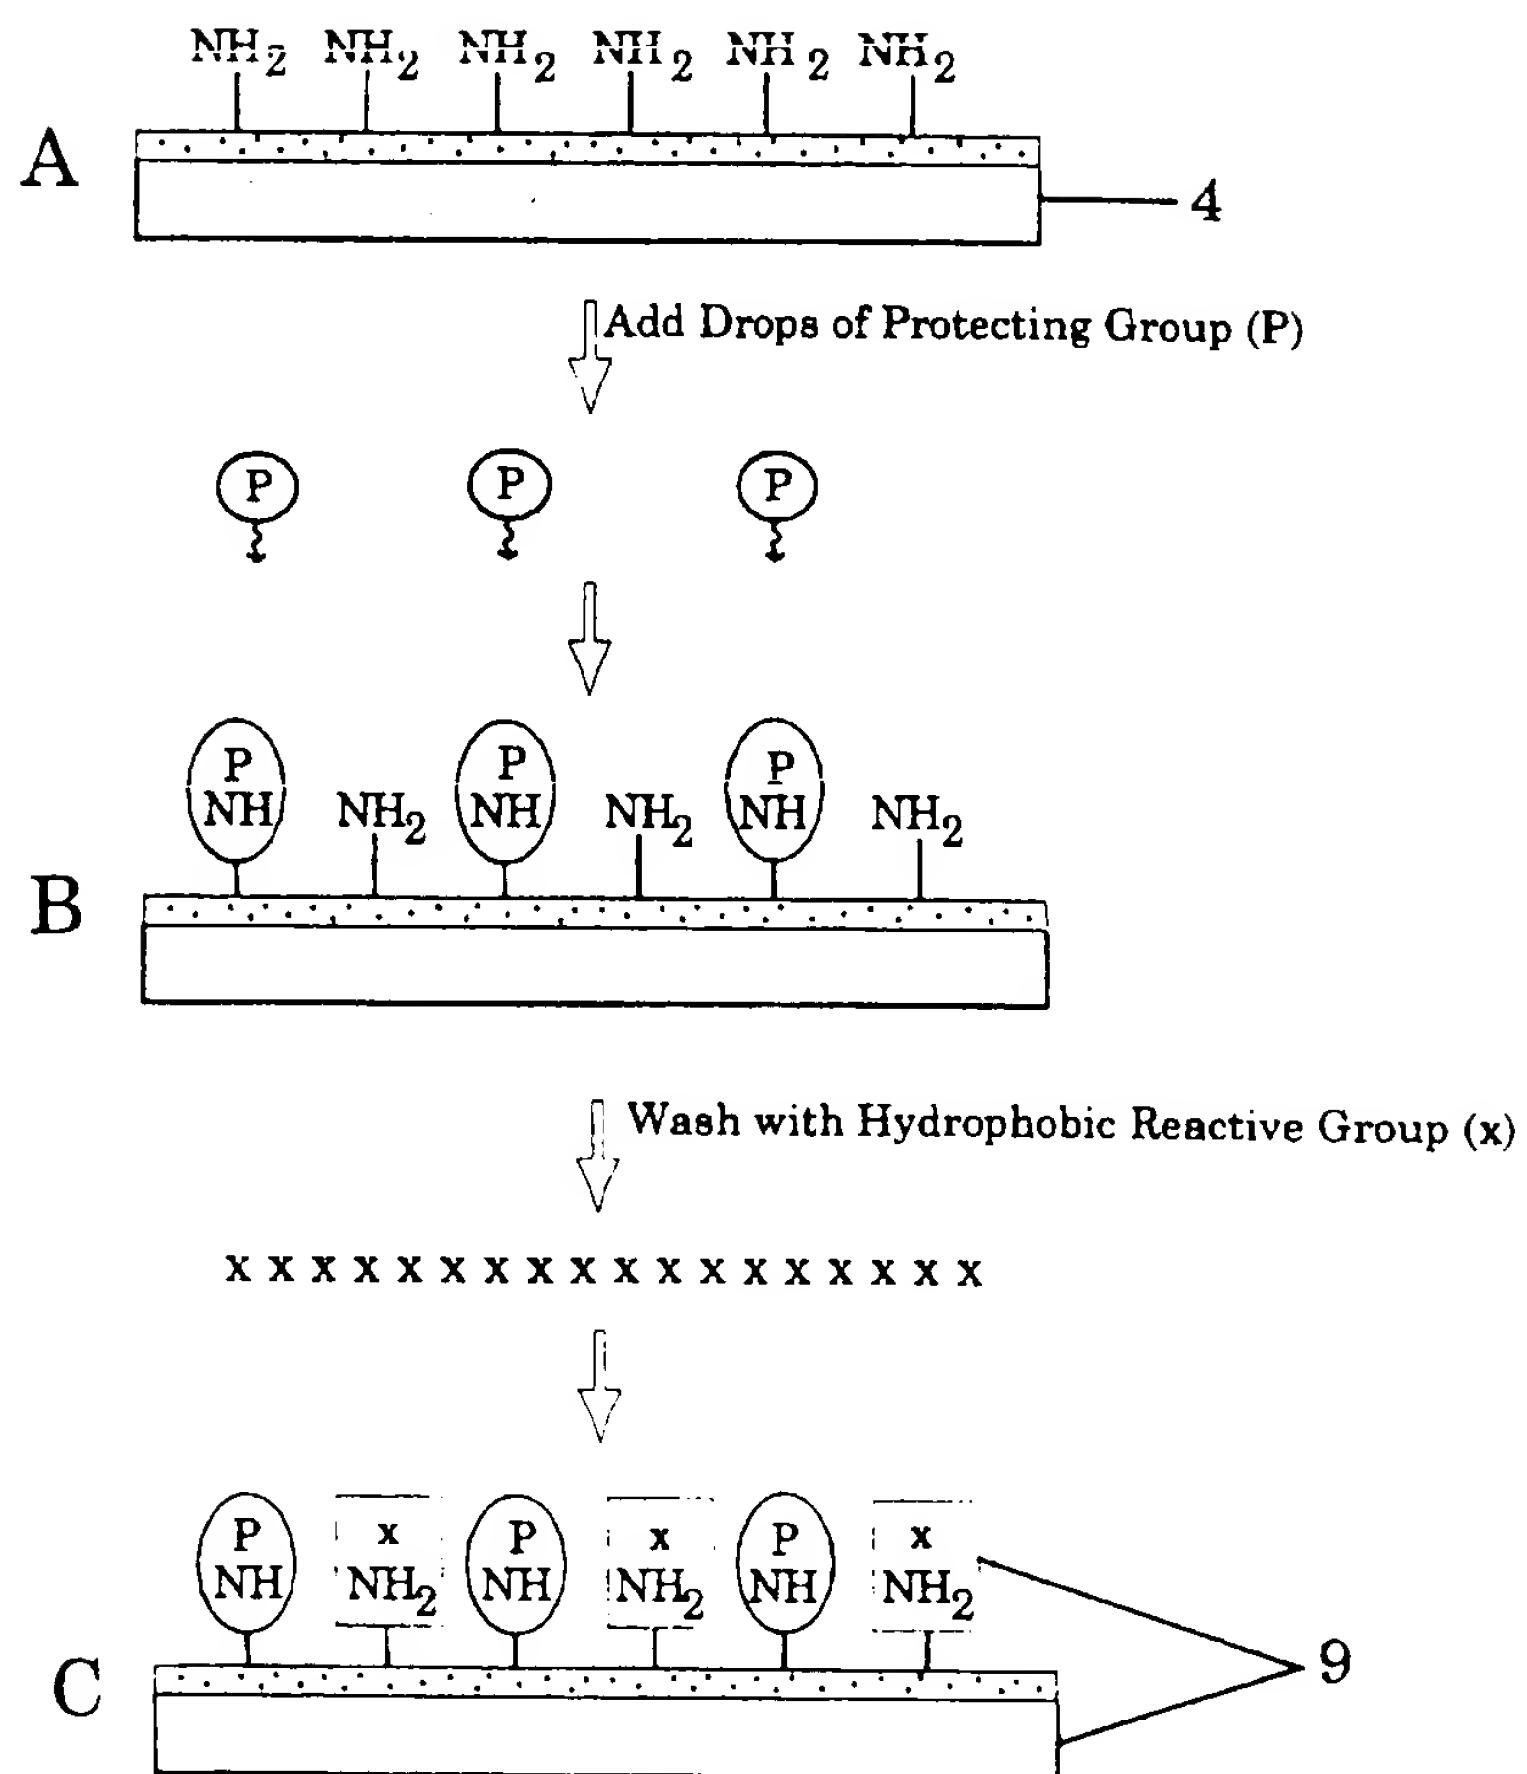 NH2 NH2 NH2 NH2 NH2 NH2
A
4
Add Drops of Protecting Group (P)
P P P
P P P
NH NH2 NH NH2 NH NH2
B
Wash with Hydrophobic Reactive Group (x)
x x x x x x x x x x x x x x x x x x
P x P x P x
NH NH2 NH NH2 NH NH2
C
9